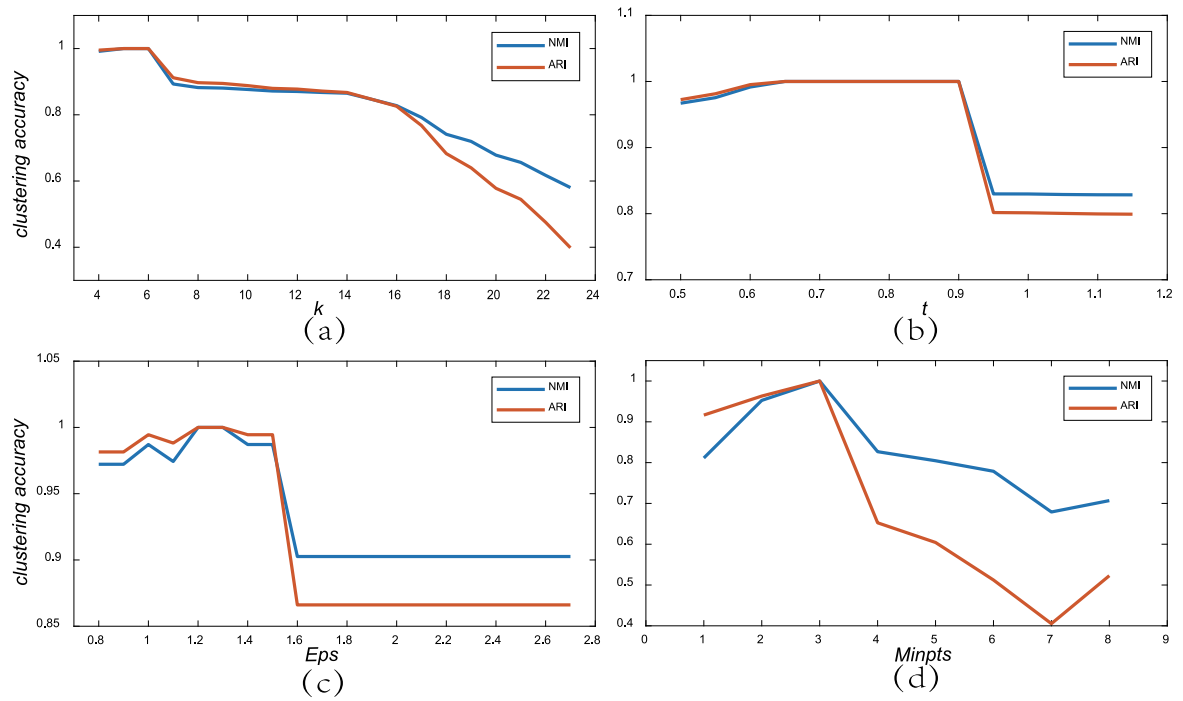 clustering accuracy
1
0.8
0.6
0.4
NMI
ARI
4 6 8 10 12 14 16 18 20 22 24
k
(a)
1.1
1
0.9
0.8
0.7
NMI
ARI
0.5 0.6 0.7 0.8 0.9 1 1.1 1.2
t
(b)
clustering accuracy
1.05
1
0.95
0.9
0.85
NMI
ARI
0.8 1 1.2 1.4 1.6 1.8 2 2.2 2.4 2.6 2.8
Eps
(c)
1
0.9
0.8
0.7
0.6
0.5
0.4
NMI
ARI
0 1 2 3 4 5 6 7 8 9
Minpts
(d)